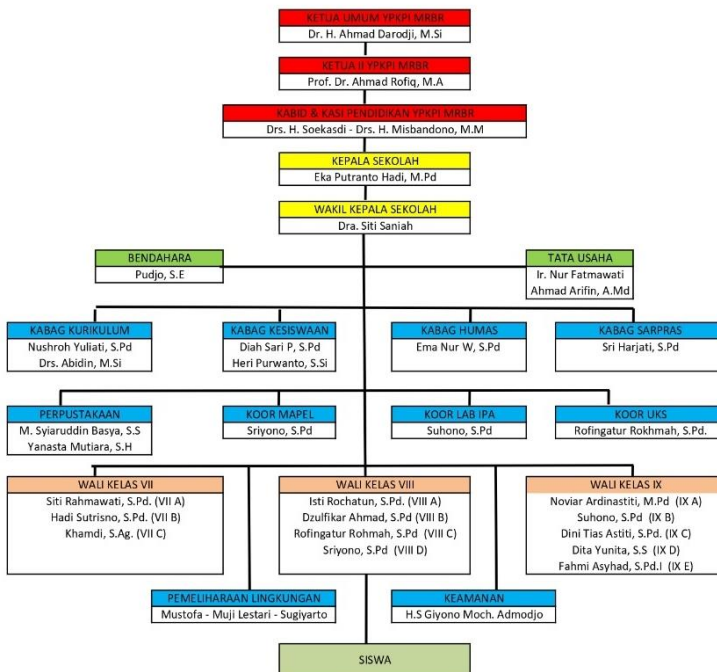 KETUA UMUM YPKPI MRBR
Dr. H. Ahmad Darodji, M.Si
KETUA II YPKPI MRBR
Prof. Dr. Ahmad Rofiq, M.A
KABID & KASI PENDIDIKAN YPKPI MRBR
Drs. H. Soekasdi - Drs. H. Misbandono, M.M
KEPALA SEKOLAH
Eka Putranto Hadi, M.Pd
WAKIL KEPALA SEKOLAH
Dra. Siti Saniah
BENDAHARA
Pudjo, S.E
TATA USAHA
Ir. Nur Fatmawati
Ahmad Arifin, A.Md
KABAG KURIKULUM
Nushroh Yuliati, S.Pd
Drs. Abidin, M.Si
KABAG KESISWAAN
Diah Sari P, S.Pd
Heri Purwanto, S.Si
KABAG HUMAS
Ema Nur W, S.Pd
KABAG SARPRAS
Sri Harjati, S.Pd
PERPUSTAKAAN
M. Syiaruddin Basya, S.S
Yanasta Mutiara, S.H
KOOR MAPEL
Sriyono, S.Pd
KOOR LAB IPA
Suhono, S.Pd
KOOR UKS
Rofingatur Rokhmah, S.Pd.
WALI KELAS VII
Siti Rahmawati, S.Pd. (VII A)
Hadi Sutrisno, S.Pd. (VII B)
Khamdi, S.Ag. (VII C)
WALI KELAS VIII
Isti Rochatun, S.Pd. (VIII A)
Dzulfikar Ahmad, S.Pd (VIII B)
Rofingatur Rohmah, S.Pd (VIII C)
Sriyono, S.Pd (VIII D)
WALI KELAS IX
Noviar Ardinastiti, M.Pd (IX A)
Suhono, S.Pd (IX B)
Dini Tias Astiti, S.Pd. (IX C)
Dita Yunita, S.S (IX D)
Fahmi Asyhad, S.Pd.I (IX E)
PEMELIHARAAN LINGKUNGAN
Mustofa - Muji Lestari - Sugiyarto
KEAMANAN
H.S Giyono Moch. Admodjo
SISWA